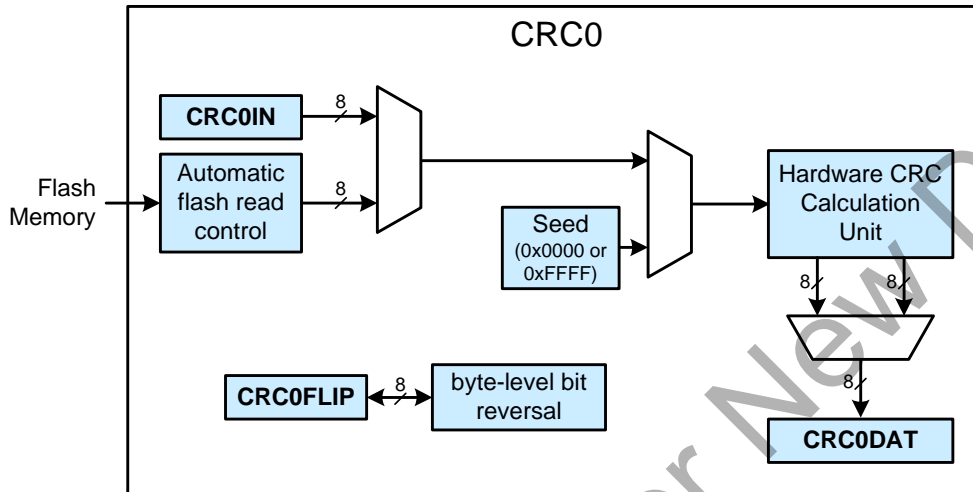 CRC0
CRC0IN
8
Automatic
flash read
control
8
Flash
Memory
Seed
(0x0000 or
0xFFFF)
Hardware CRC
Calculation
Unit
8
8
8
CRC0FLIP
8
byte-level bit
reversal
CRC0DAT
r New